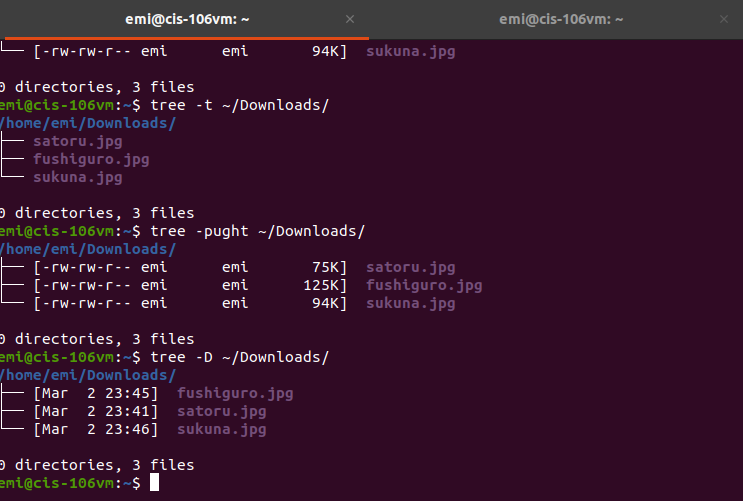 emi@cis-106vm: ~ × emi@cis-106vm: ~ ×
└── [-rw-rw-r-- emi      emi       94K]  sukuna.jpg
0 directories, 3 files
emi@cis-106vm:~$ tree -t ~/Downloads/
/home/emi/Downloads/
├── satoru.jpg
├── fushiguro.jpg
└── sukuna.jpg
0 directories, 3 files
emi@cis-106vm:~$ tree -pught ~/Downloads/
/home/emi/Downloads/
├── [-rw-rw-r-- emi      emi       75K]  satoru.jpg
├── [-rw-rw-r-- emi      emi      125K]  fushiguro.jpg
└── [-rw-rw-r-- emi      emi       94K]  sukuna.jpg
0 directories, 3 files
emi@cis-106vm:~$ tree -D ~/Downloads/
/home/emi/Downloads/
├── [Mar  2 23:45]  fushiguro.jpg
├── [Mar  2 23:41]  satoru.jpg
└── [Mar  2 23:46]  sukuna.jpg
0 directories, 3 files
emi@cis-106vm:~$